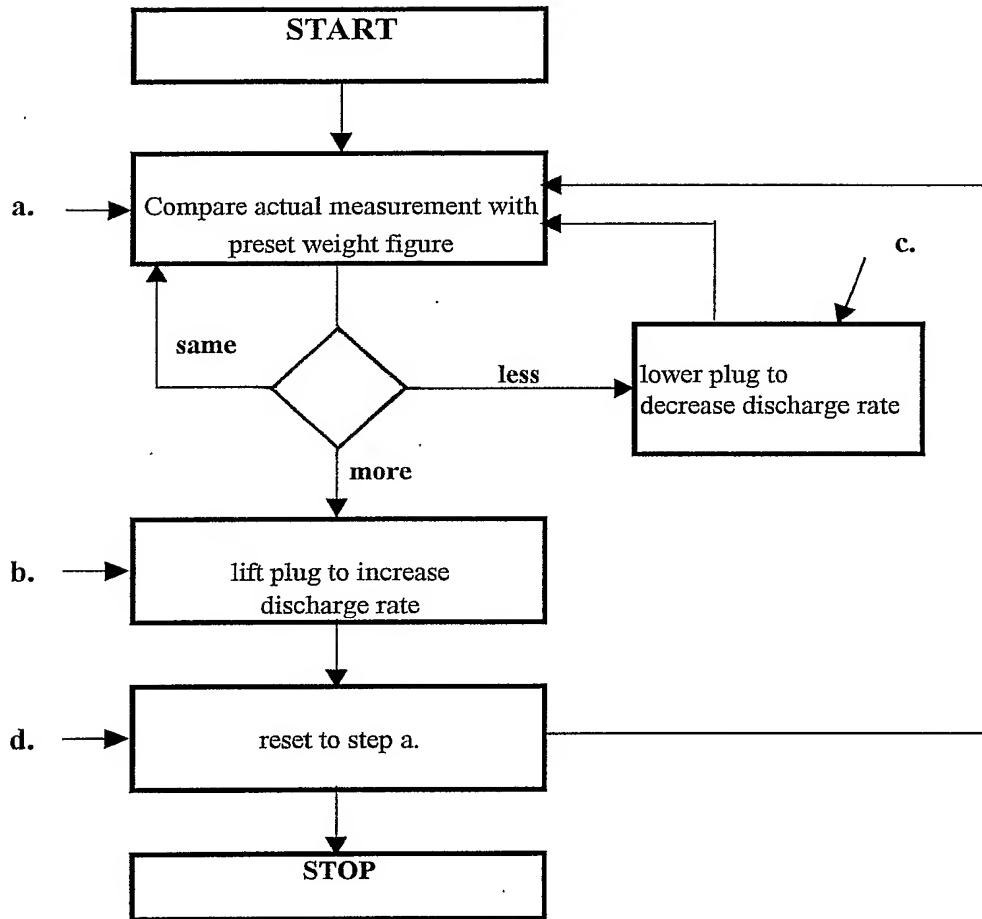 START
a.
Compare actual measurement with
preset weight figure
c.
same
less
lower plug to
decrease discharge rate
more
b.
lift plug to increase
discharge rate
d.
reset to step a.
STOP